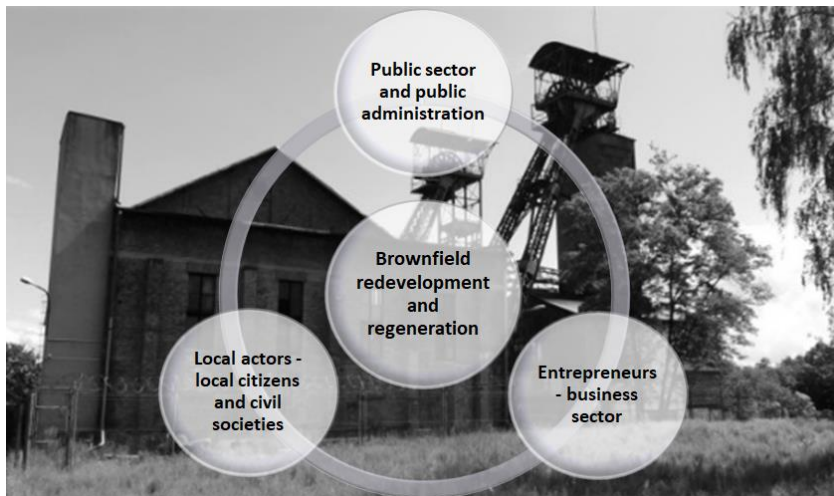 Public sector
and public
administration
Brownfield
redevelopment
and
regeneration
Local actors -
local citizens
and civil
societies
Entrepreneurs
- business
sector